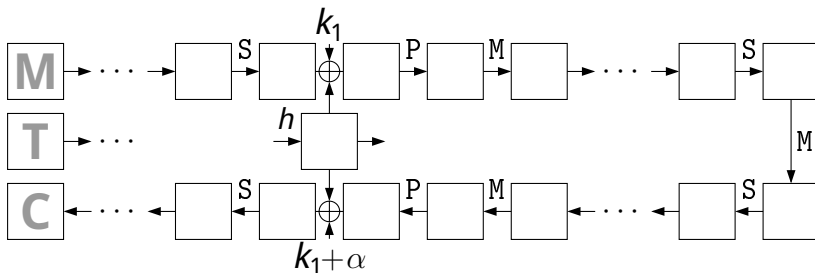 k₁
M ··· S P M ··· S
T ··· h M
C ··· S P M ··· S
k₁+α